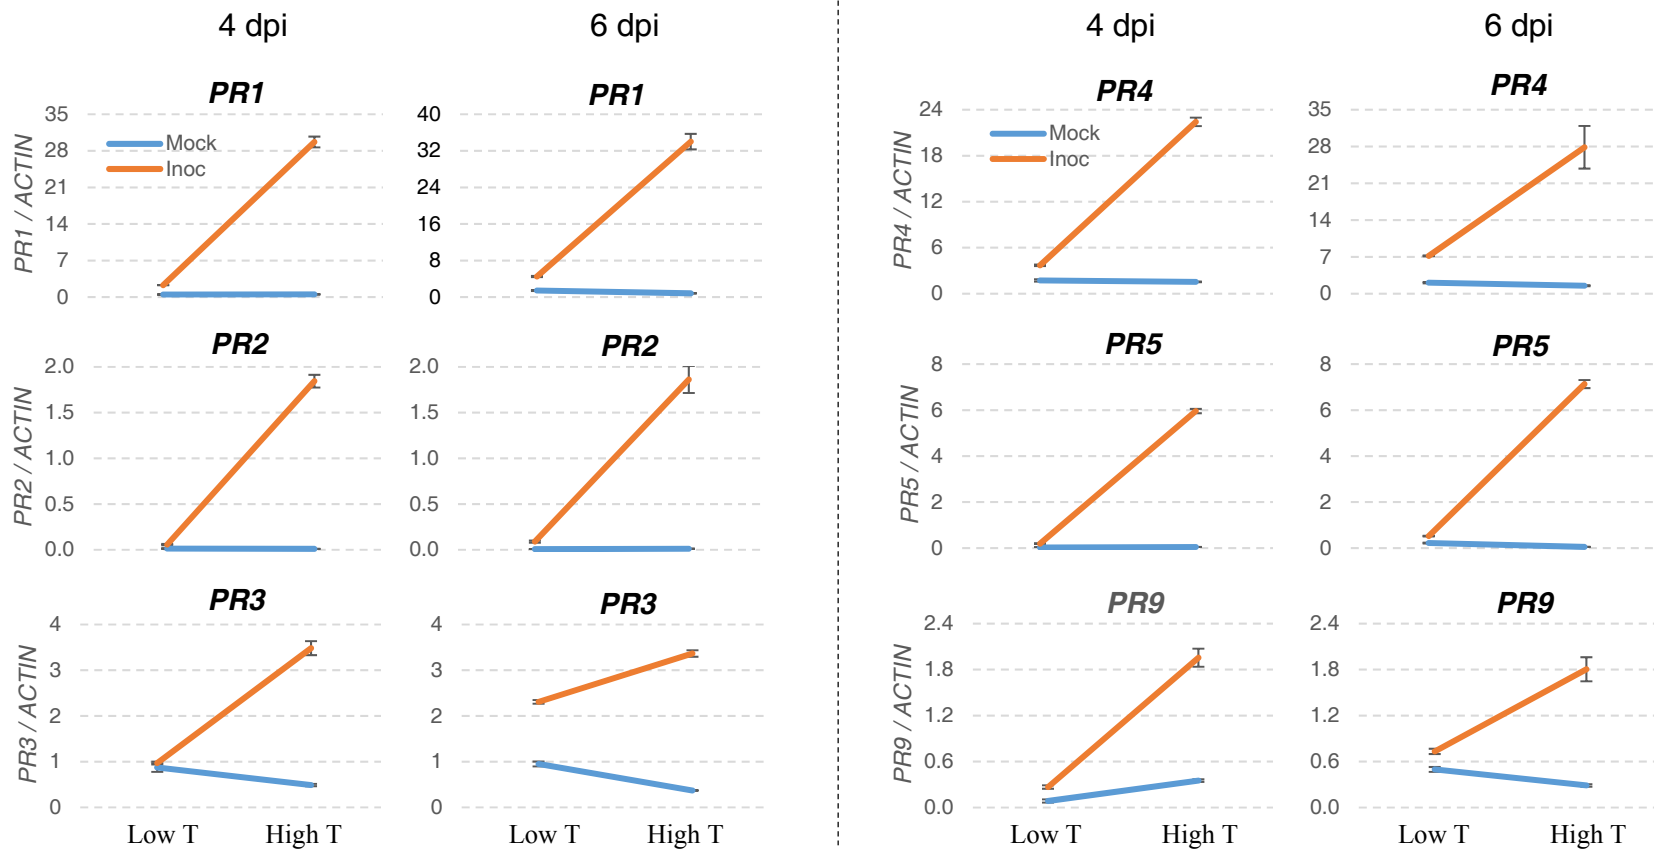 4 dpi
6 dpi
4 dpi
6 dpi
PR1
PR1 / ACTIN
35
28
21
14
7
0
Mock
Inoc
PR1
40
32
24
16
8
0
PR4
PR4 / ACTIN
24
18
12
6
0
Mock
Inoc
PR4
35
28
21
14
7
0
PR2
PR2 / ACTIN
2.0
1.5
1.0
0.5
0.0
PR2
2.0
1.5
1.0
0.5
0.0
PR5
PR5 / ACTIN
8
6
4
2
0
PR5
8
6
4
2
0
PR3
PR3 / ACTIN
4
3
2
1
0
Low T High T
PR3
4
3
2
1
0
Low T High T
PR9
PR9 / ACTIN
2.4
1.8
1.2
0.6
0.0
Low T High T
PR9
2.4
1.8
1.2
0.6
0.0
Low T High T